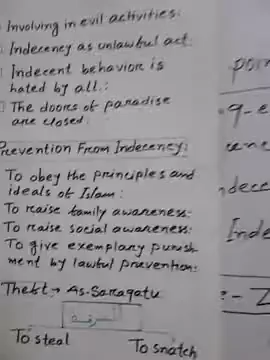 Involving in evil activities:
Indecency as unlawful act.
Indecent behavior is
hated by all.:
The doors of paradise
are closed.
Prevention From Indecency:
To obey the principles and
ideals of Islam:
To raise family awareness:
To raise social awareness:
To give exemplary punish
ment by lawful prevention:
Theft → As-Saraqatu
السرقة
To steal
To snatch